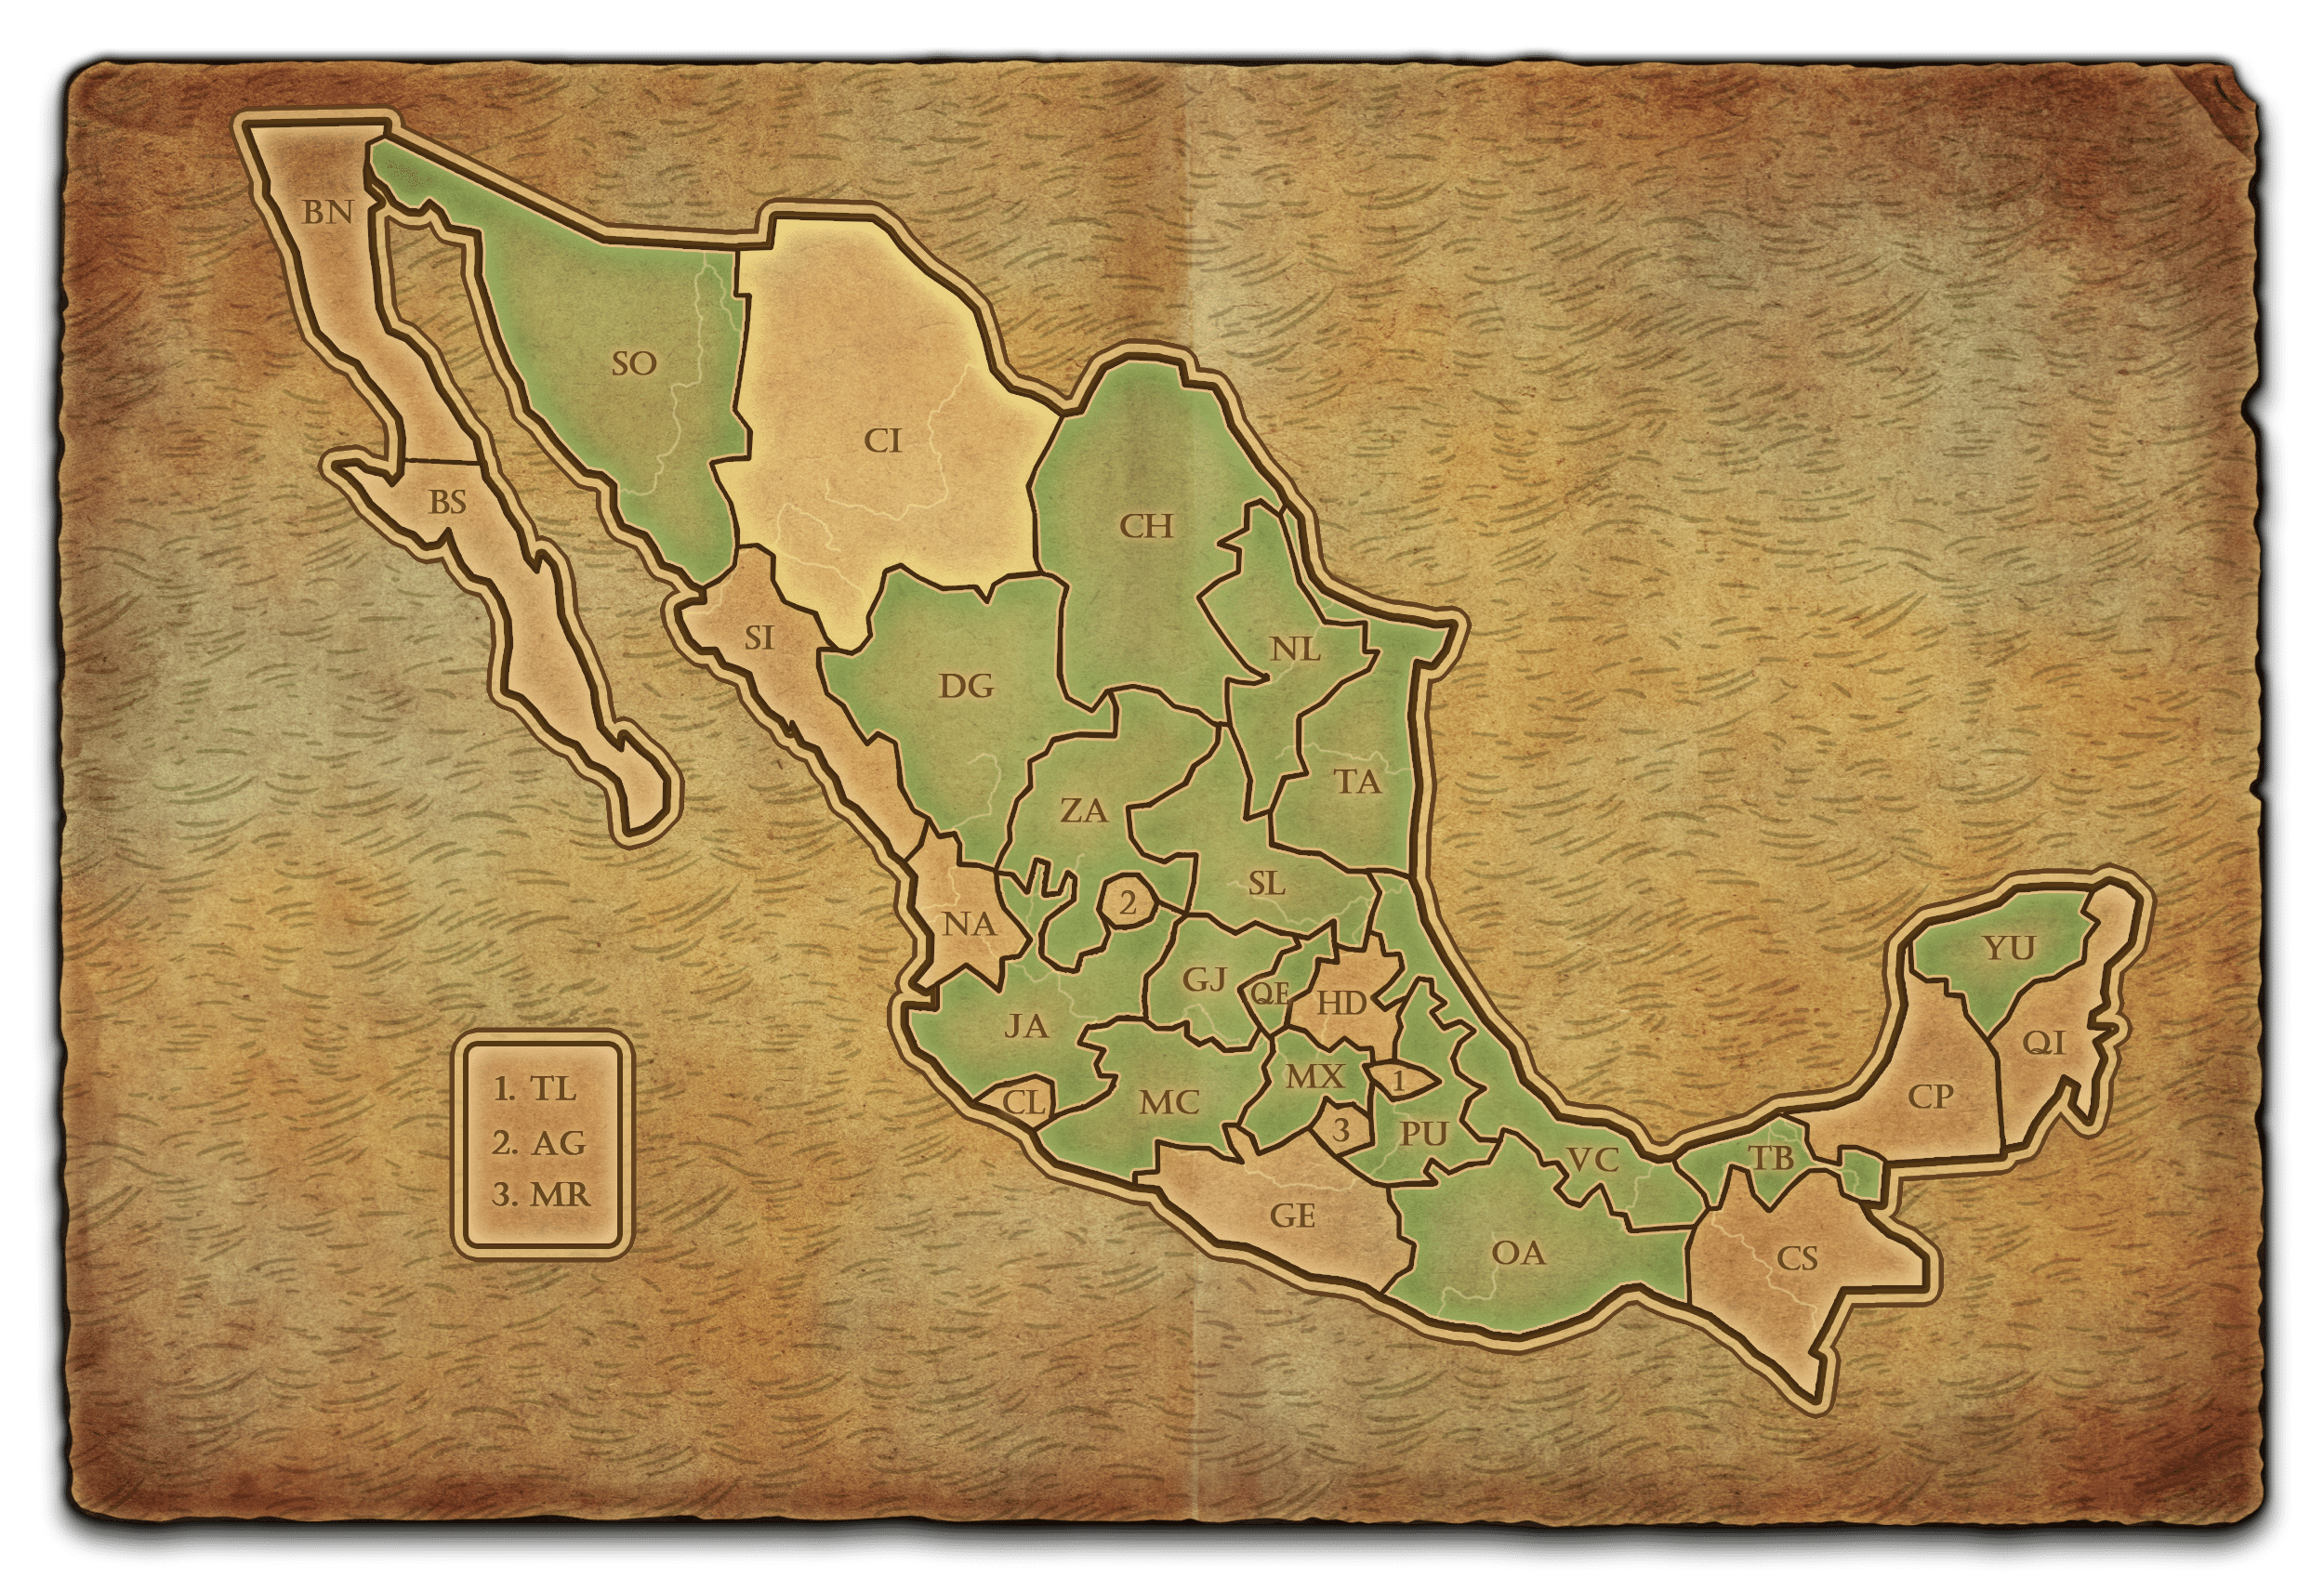 BN
SO
CI
BS
CH
SI
NL
DG
TA
ZA
SL
2
NA
YU
GJ
QE
HD
JA
QI
MX
1
CL
MC
CP
3
PU
VC
TB
GE
OA
CS
1. TL
2. AG
3. MR